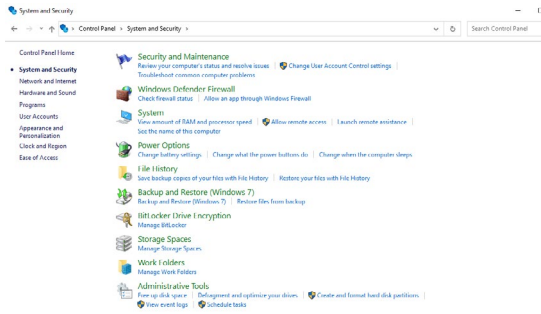 System and Security
Control Panel > System and Security >
Search Control Panel
Control Panel Home
System and Security
Network and Internet
Hardware and Sound
Programs
User Accounts
Appearance and
Personalization
Clock and Region
Ease of Access
Security and Maintenance
Review your computer's status and resolve issues | Change User Account Control settings |
Troubleshoot common computer problems
Windows Defender Firewall
Check firewall status | Allow an app through Windows Firewall
System
View amount of RAM and processor speed | Allow remote access | Launch remote assistance |
See the name of this computer
Power Options
Change battery settings | Change what the power buttons do | Change when the computer sleeps
File History
Save backup copies of your files with File History | Restore your files with File History
Backup and Restore (Windows 7)
Backup and Restore (Windows 7) | Restore files from backup
BitLocker Drive Encryption
Manage BitLocker
Storage Spaces
Manage Storage Spaces
Work Folders
Manage Work Folders
Administrative Tools
Free up disk space | Defragment and optimize your drives | Create and format hard disk partitions |
View event logs | Schedule tasks